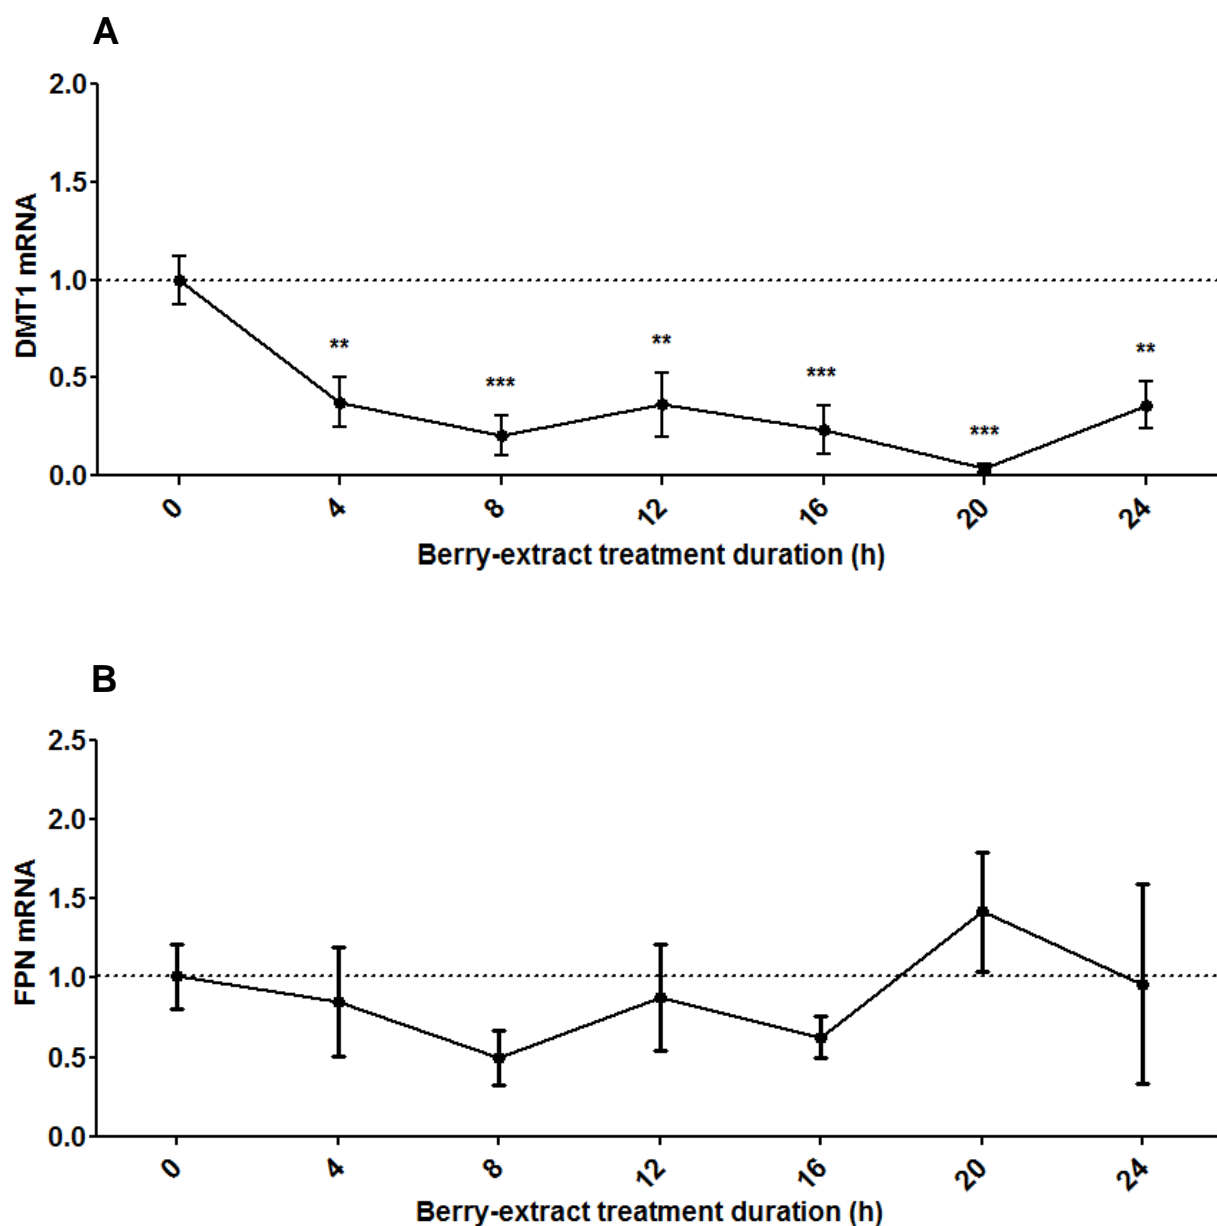 A
2.0
1.5
1.0
0.5
0.0
DMT1 mRNA
**
***
**
***
***
**
0 4 8 12 16 20 24
Berry-extract treatment duration (h)
B
2.5
2.0
1.5
1.0
0.5
0.0
FPN mRNA
0 4 8 12 16 20 24
Berry-extract treatment duration (h)